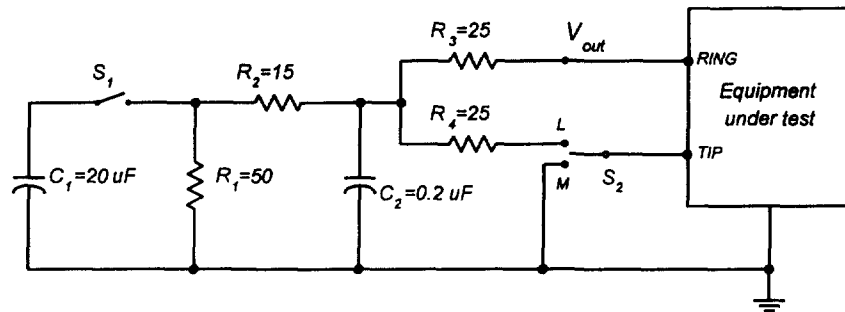 R3=25
Vout
RING
S1
R2=15
Equipment
under test
R4=25
L
TIP
C1=20 uF
R1=50
C2=0.2 uF
M
S2